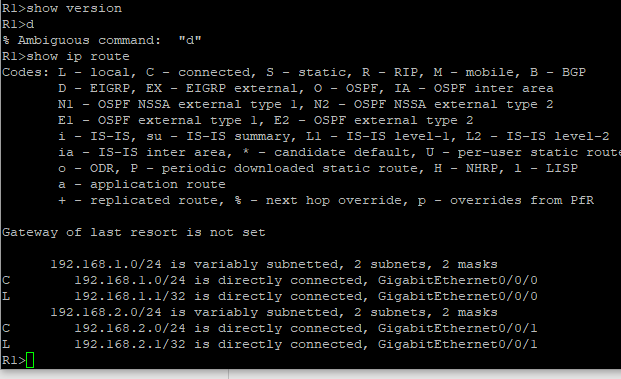 R1>show version
R1>d
% Ambiguous command:  "d"
R1>show ip route
Codes: L - local, C - connected, S - static, R - RIP, M - mobile, B - BGP
       D - EIGRP, EX - EIGRP external, O - OSPF, IA - OSPF inter area
       N1 - OSPF NSSA external type 1, N2 - OSPF NSSA external type 2
       E1 - OSPF external type 1, E2 - OSPF external type 2
       i - IS-IS, su - IS-IS summary, L1 - IS-IS level-1, L2 - IS-IS level-2
       ia - IS-IS inter area, * - candidate default, U - per-user static rout
       o - ODR, P - periodic downloaded static route, H - NHRP, l - LISP
       a - application route
       + - replicated route, % - next hop override, p - overrides from PfR
Gateway of last resort is not set
      192.168.1.0/24 is variably subnetted, 2 subnets, 2 masks
C        192.168.1.0/24 is directly connected, GigabitEthernet0/0/0
L        192.168.1.1/32 is directly connected, GigabitEthernet0/0/0
      192.168.2.0/24 is variably subnetted, 2 subnets, 2 masks
C        192.168.2.0/24 is directly connected, GigabitEthernet0/0/1
L        192.168.2.1/32 is directly connected, GigabitEthernet0/0/1
R1>